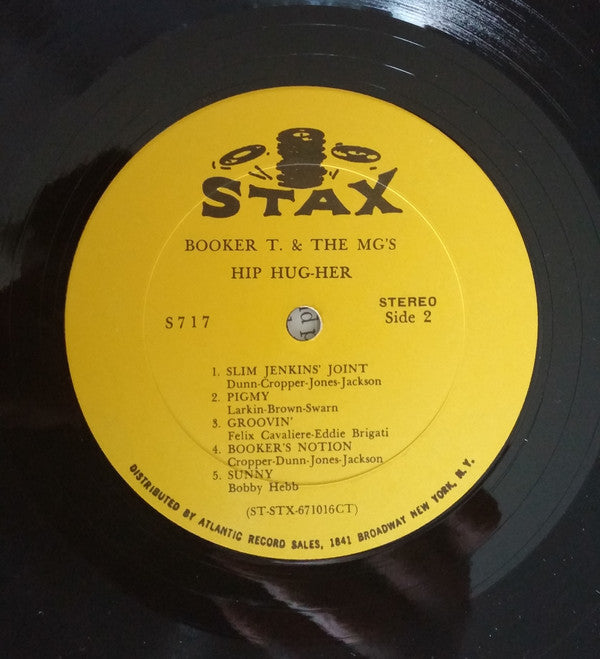 STAX
BOOKER T. & THE MG'S
HIP HUG-HER
S717
STEREO
Side 2
1. SLIM JENKINS' JOINT
Dunn-Cropper-Jones-Jackson
2. PIGMY
Larkin-Brown-Swarn
3. GROOVIN'
Felix Cavaliere-Eddie Brigati
4. BOOKER'S NOTION
Cropper-Dunn-Jones-Jackson
5. SUNNY
Bobby Hebb
(ST-STX-671016CT)
DISTRIBUTED BY ATLANTIC RECORD SALES, 1841 BROADWAY NEW YORK, N.Y.